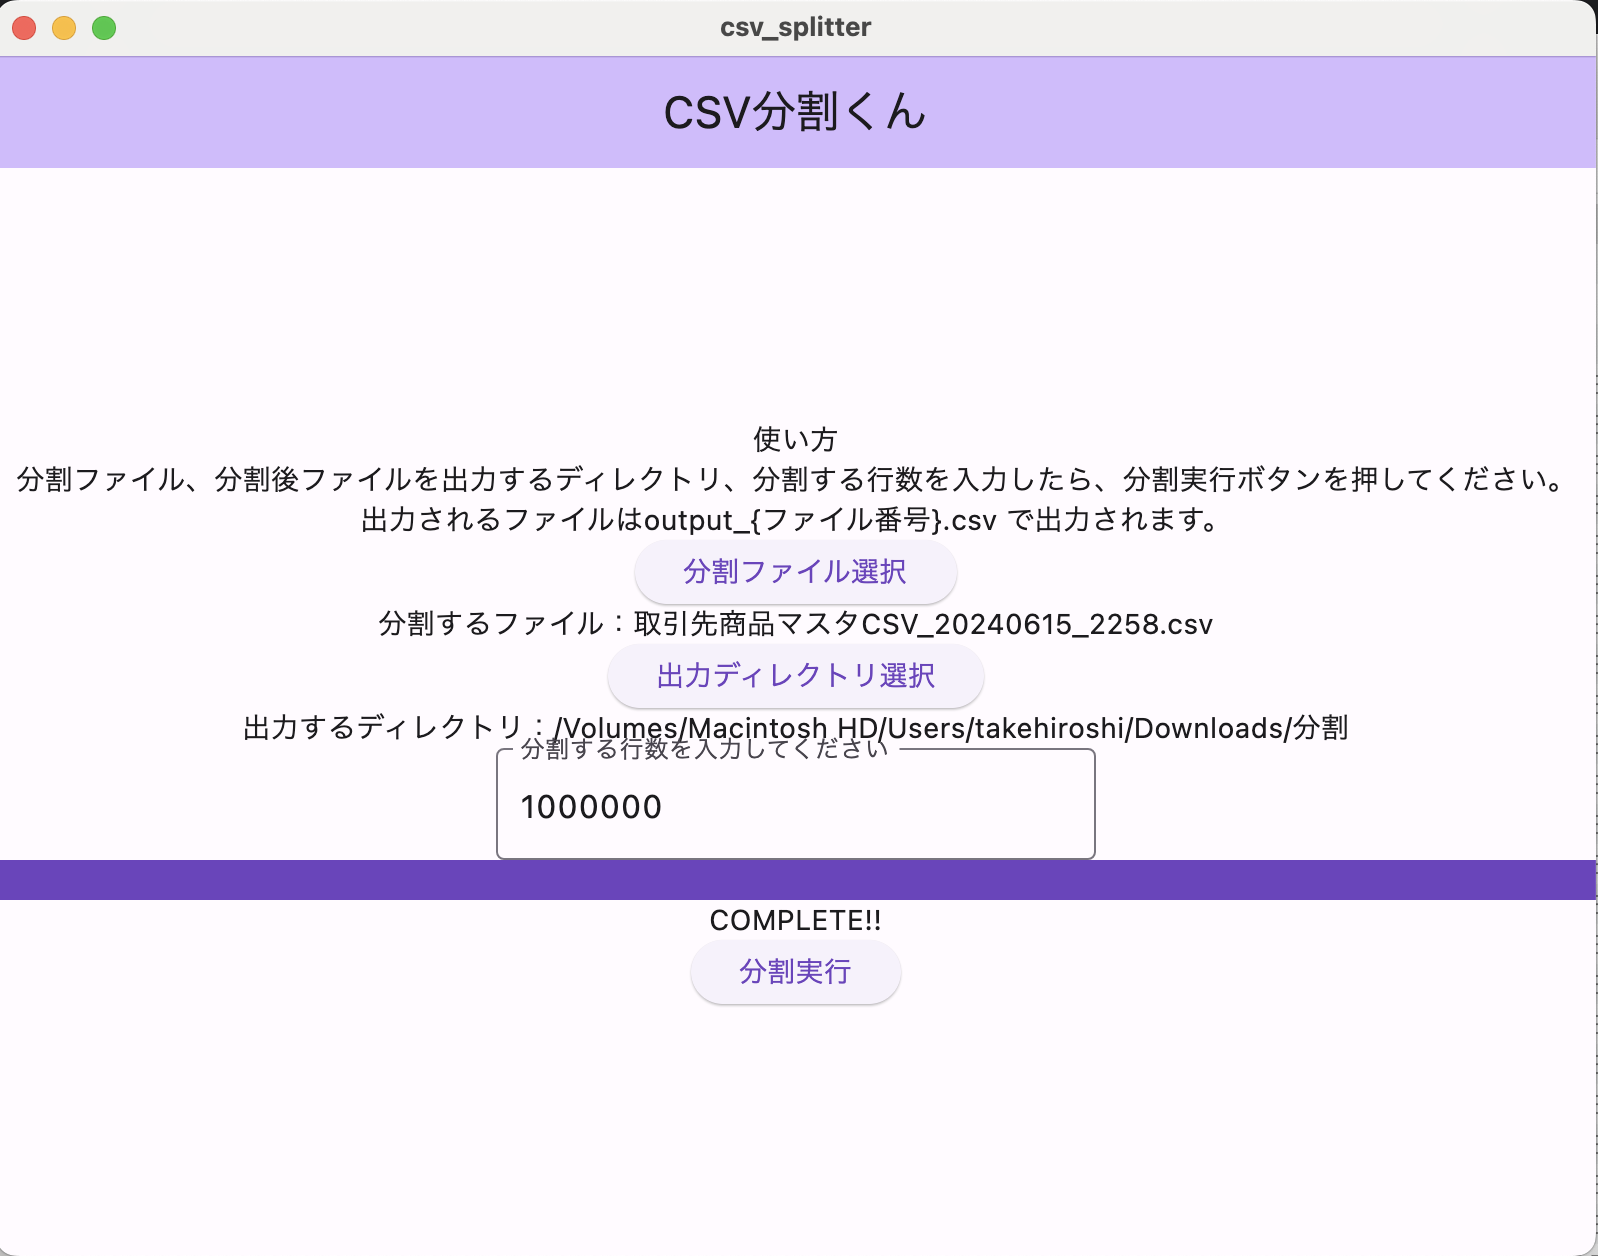 csv_splitter
CSV分割くん
使い方
分割ファイル、分割後ファイルを出力するディレクトリ、分割する行数を入力したら、分割実行ボタンを押してください。
出力されるファイルはoutput_{ファイル番号}.csv で出力されます。
分割ファイル選択
分割するファイル：取引先商品マスタCSV_20240615_2258.csv
出力ディレクトリ選択
出力するディレクトリ：/Volumes/Macintosh HD/Users/takehiroshi/Downloads/分割
分割する行数を入力してください
1000000
COMPLETE!!
分割実行